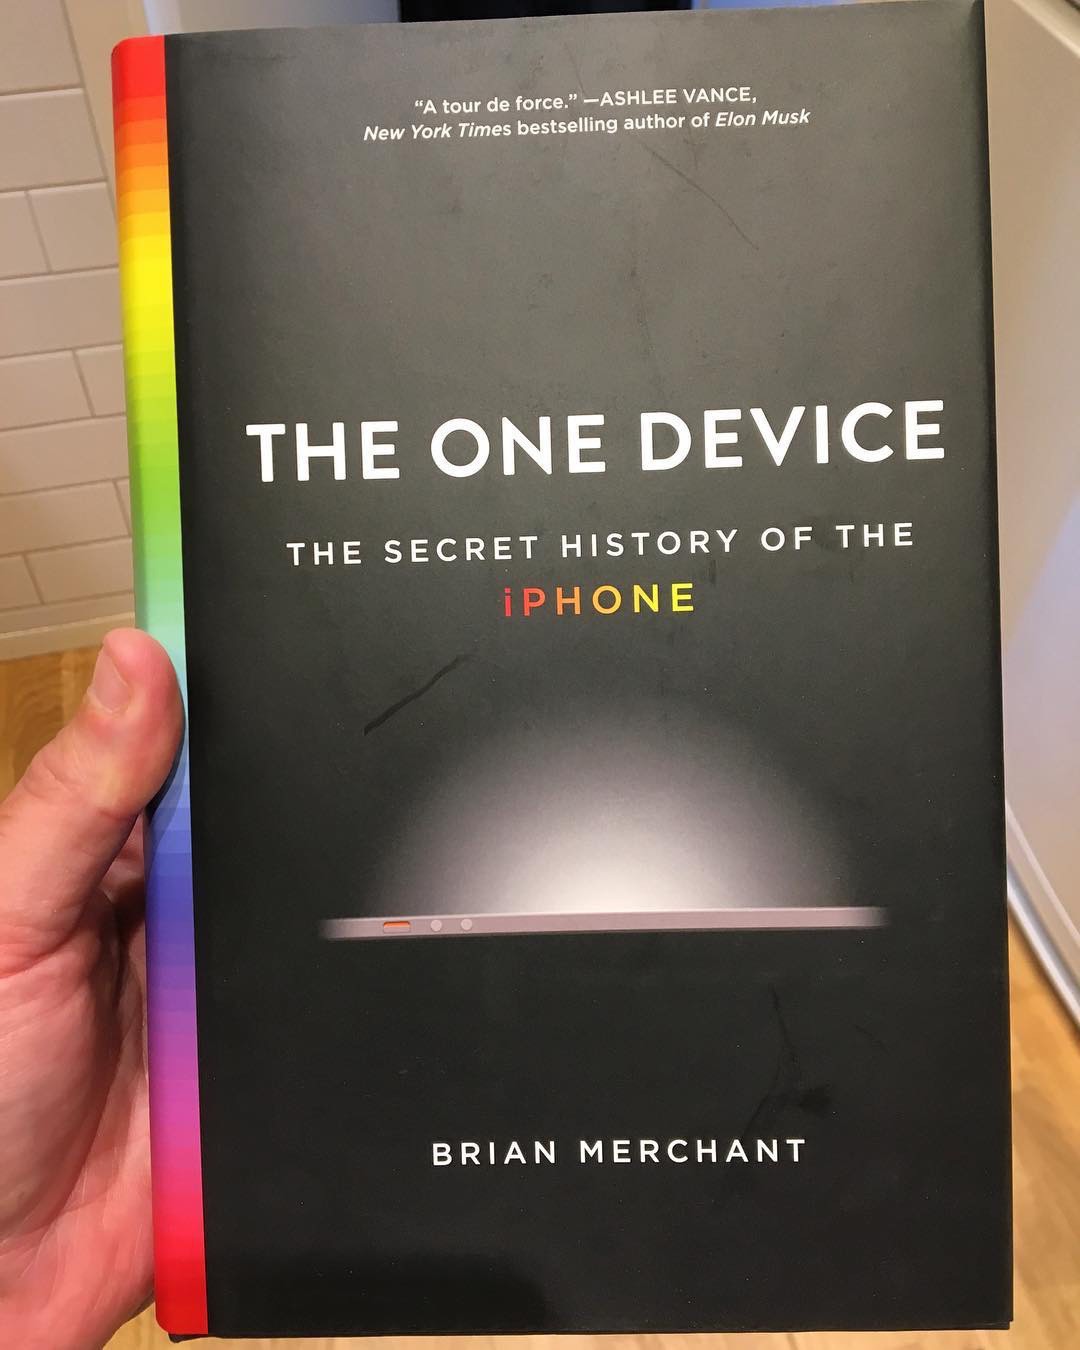 “A tour de force.” —ASHLEE VANCE,
New York Times bestselling author of Elon Musk
THE ONE DEVICE
THE SECRET HISTORY OF THE
iPHONE
BRIAN MERCHANT